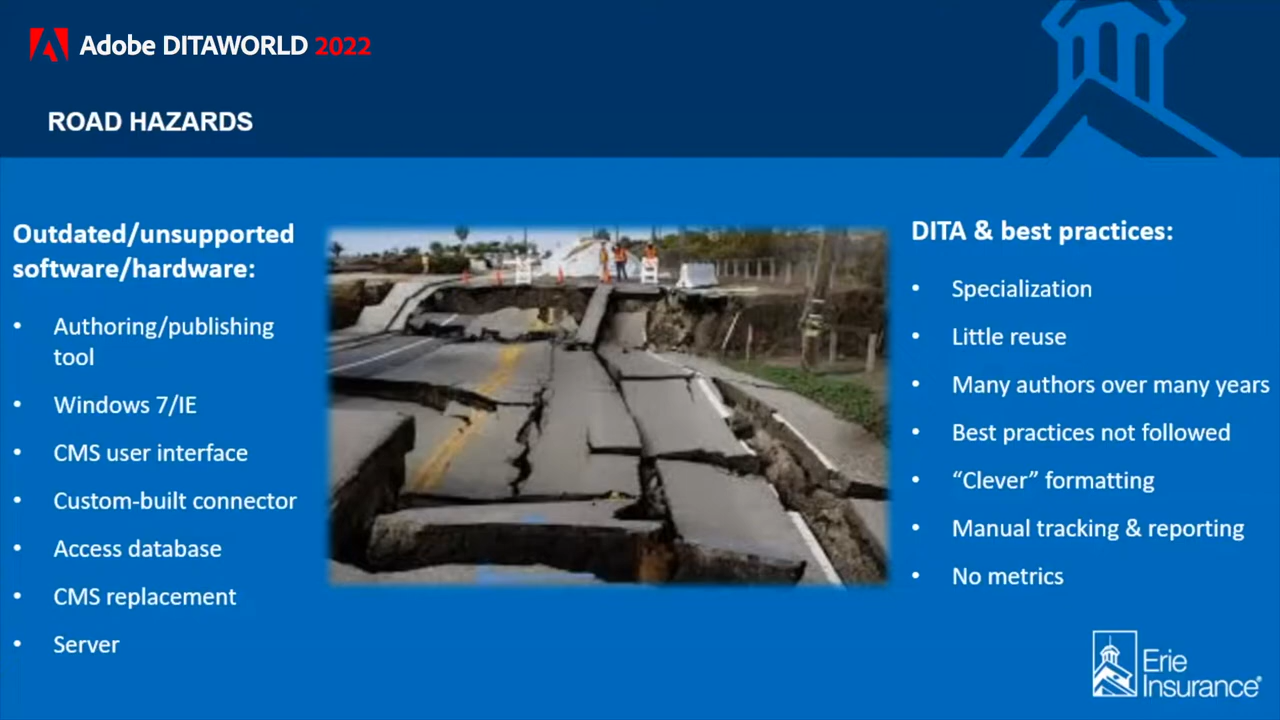 Adobe DITAWORLD 2022
ROAD HAZARDS
Outdated/unsupported
software/hardware:
• Authoring/publishing
tool
• Windows 7/IE
• CMS user interface
• Custom-built connector
• Access database
• CMS replacement
• Server
DITA & best practices:
• Specialization
• Little reuse
• Many authors over many years
• Best practices not followed
• “Clever” formatting
• Manual tracking & reporting
• No metrics
Erie
Insurance®